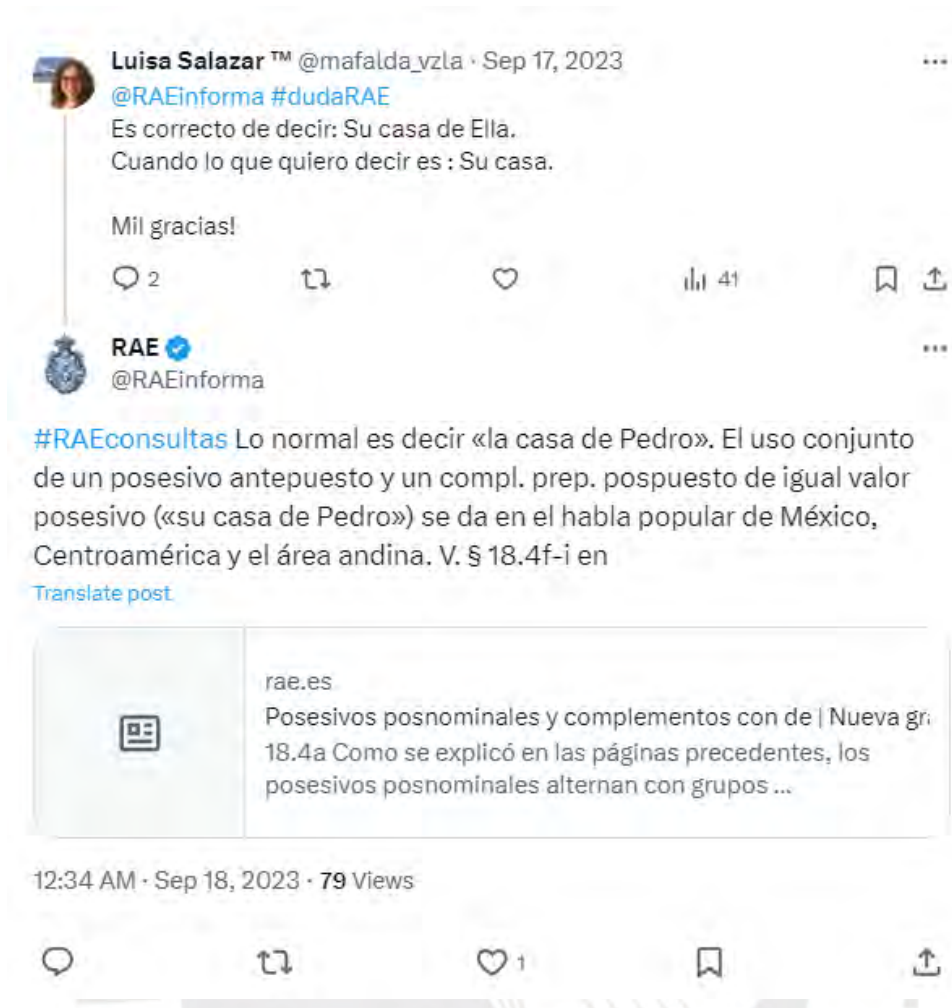 Luisa Salazar ™ @mafalda_vzla · Sep 17, 2023
@RAEinforma #dudaRAE
Es correcto de decir: Su casa de Ella.
Cuando lo que quiero decir es : Su casa.
Mil gracias!
2 41
RAE
@RAEinforma
#RAEconsultas Lo normal es decir «la casa de Pedro». El uso conjunto
de un posesivo antepuesto y un compl. prep. pospuesto de igual valor
posesivo («su casa de Pedro») se da en el habla popular de México,
Centroamérica y el área andina. V. § 18.4f-i en
Translate post
rae.es
Posesivos posnominales y complementos con de | Nueva gr
18.4a Como se explicó en las páginas precedentes, los
posesivos posnominales alternan con grupos ...
12:34 AM · Sep 18, 2023 · 79 Views
1